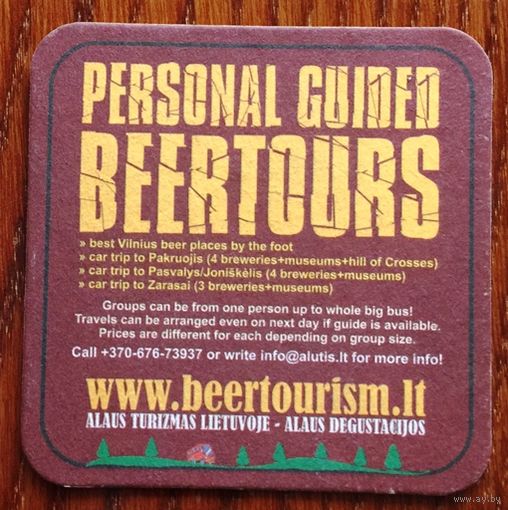 PERSONAL GUIDED
BEERTOURS
» best Vilnius beer places by the foot
» car trip to Pakruojis (4 breweries+museums+hill of Crosses)
» car trip to Pasvalys/Joniškėlis (4 breweries+museums)
» car trip to Zarasai (3 breweries+museums)
Groups can be from one person up to whole big bus!
Travels can be arranged even on next day if guide is available.
Prices are different for each depending on group size.
Call +370-676-73937 or write info@alutis.lt for more info!
www.beertourism.lt
ALAUS TURIZMAS LIETUVOJE - ALAUS DEGUSTACIJOS
www.ay.by